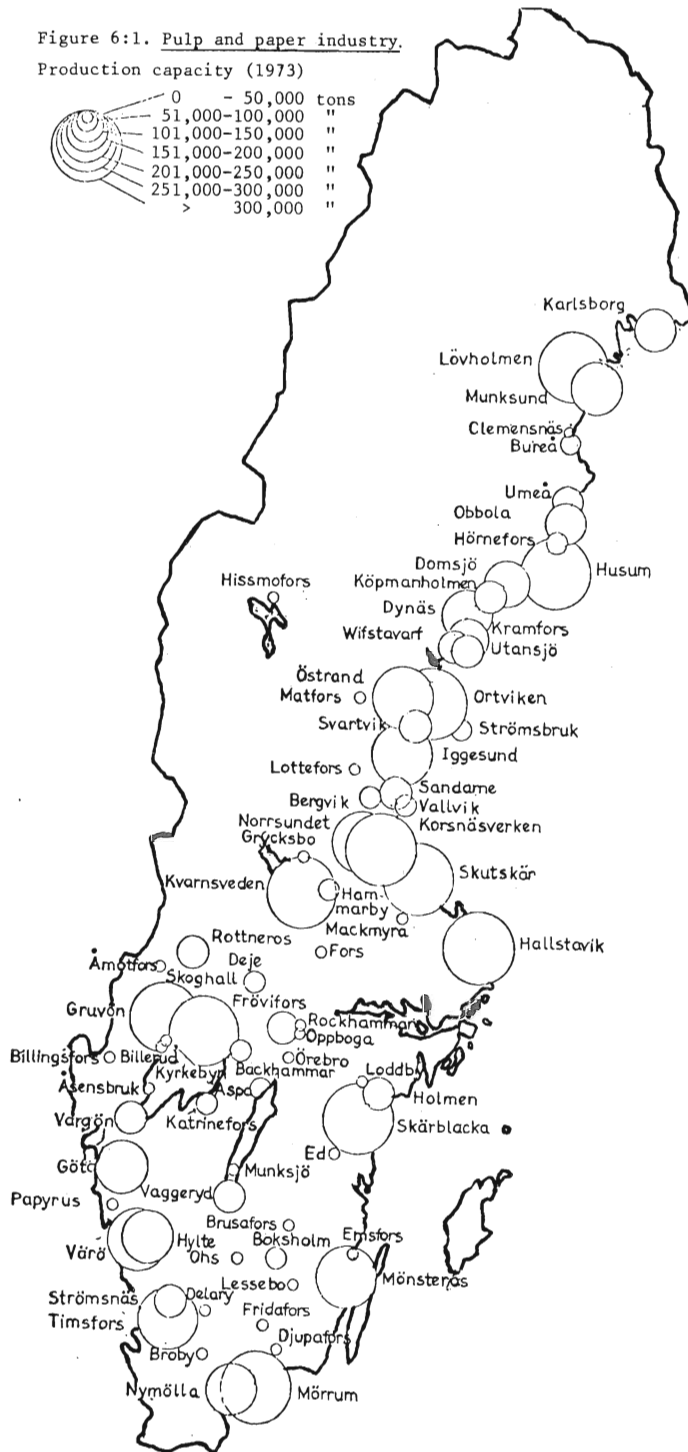 Figure 6:1. Pulp and paper industry.
Production capacity (1973)
0 - 50,000 tons
51,000-100,000 "
101,000-150,000 "
151,000-200,000 "
201,000-250,000 "
251,000-300,000 "
> 300,000 "
Karlsborg
Lövholmen
Munksund
Clemensnäs
Bureå
Umeå
Obbola
Hörnefors
Domsjö
Husum
Köpmanholmen
Hissmofors
Dynäs
Kramfors
Wifstavarf
Utansjö
Östrand
Matfors
Ortviken
Svartvik
Strömsbruk
Iggesund
Lottefors
Sandarne
Bergvik
Vallvik
Norrsundet
Korsnäsverken
Grycksbo
Skutskär
Kvarnsveden
Ham-
marby
Mackmyra
Hallstavik
Rottneros
Fors
Åmotfors
Deje
Skoghall
Gruvön
Frövifors
Rockhammar
Oppboga
Billingsfors
Billerud
Örebro
Kyrkebyn
Backhammar
Loddby
Åsensbruk
Aspa
Holmen
Vargön
Katrinefors
Skärblacka
Ed
Göta
Munksjö
Vaggeryd
Papyrus
Brusafors
Emsfors
Hylte
Boksholm
Värö
Ohs
Mönsterås
Lessebo
Strömsnäs
Delary
Timsfors
Fridafors
Djupafors
Broby
Nymölla
Mörrum